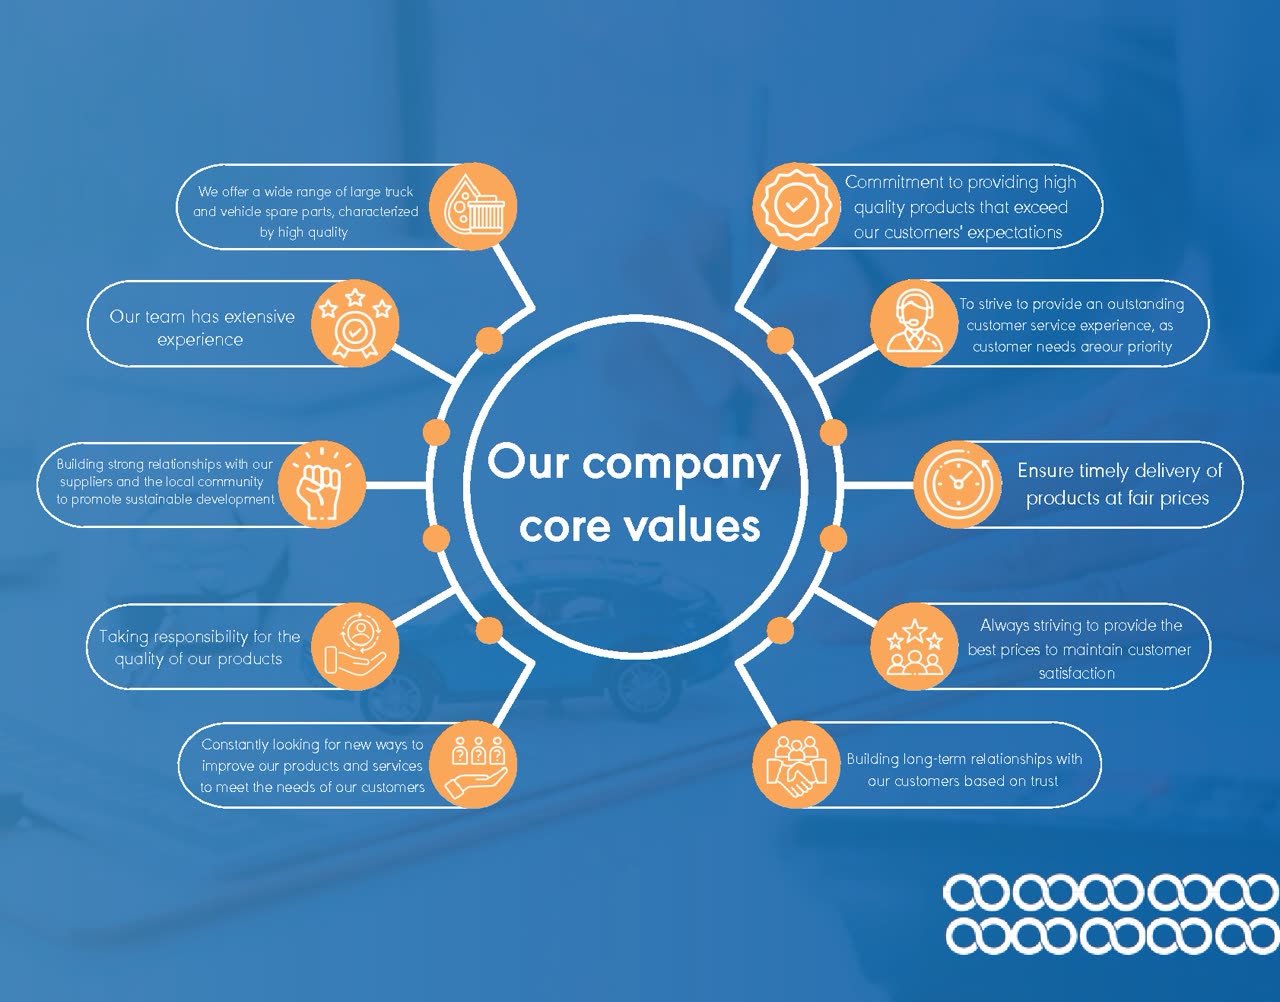 Our company
core values
We offer a wide range of large truck
and vehicle spare parts, characterized
by high quality
Our team has extensive
experience
Building strong relationships with our
suppliers and the local community
to promote sustainable development
Taking responsibility for the
quality of our products
Constantly looking for new ways to
improve our products and services
to meet the needs of our customers
Commitment to providing high
quality products that exceed
our customers' expectations
To strive to provide an outstanding
customer service experience, as
customer needs areour priority
Ensure timely delivery of
products at fair prices
Always striving to provide the
best prices to maintain customer
satisfaction
Building long-term relationships with
our customers based on trust
? ? ?